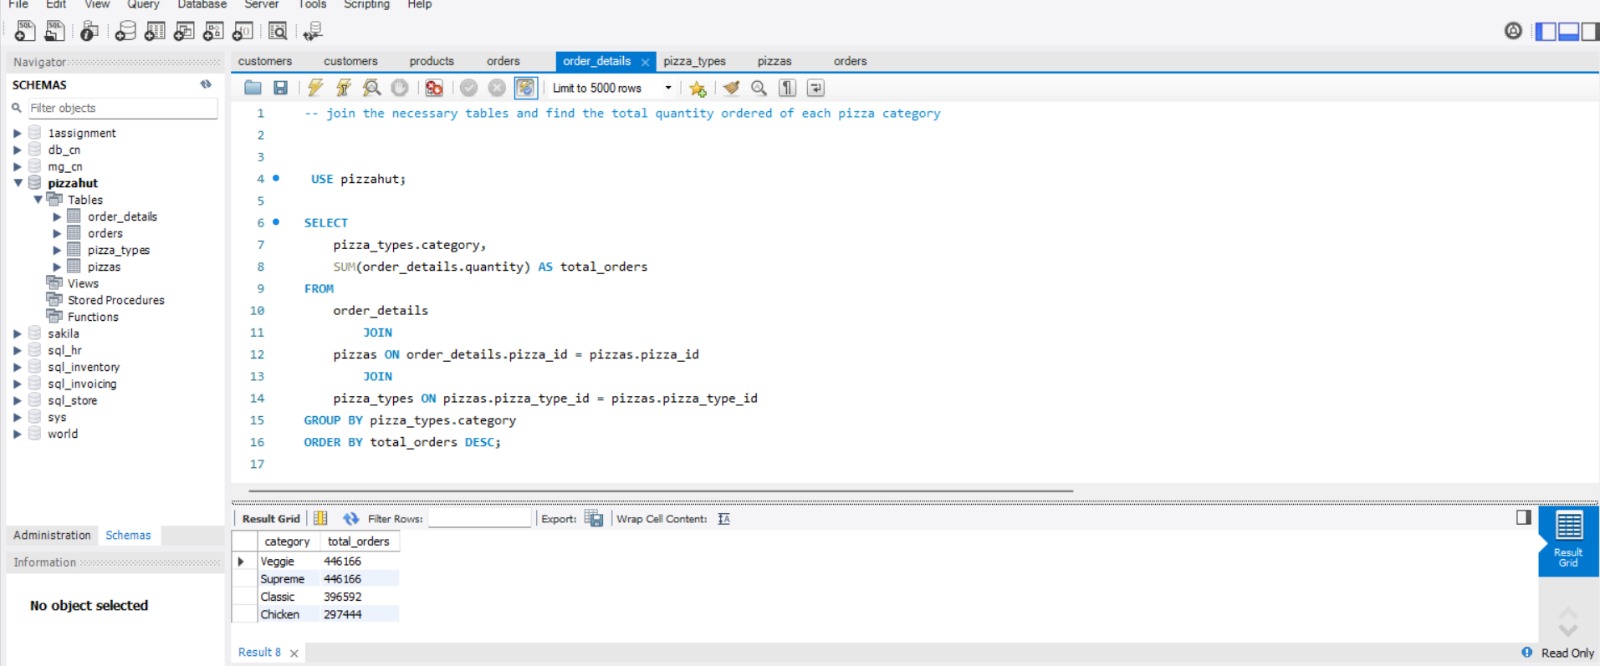 File Edit View Query Database Server Tools Scripting Help
Navigator
SCHEMAS
Filter objects
1assignment
db_cn
mg_cn
pizzahut
Tables
order_details
orders
pizza_types
pizzas
Views
Stored Procedures
Functions
sakila
sql_hr
sql_inventory
sql_invoicing
sql_store
sys
world
Administration Schemas
Information
No object selected
customers customers products orders order_details pizza_types pizzas orders
Limit to 5000 rows
1 -- join the necessary tables and find the total quantity ordered of each pizza category
2
3
4 USE pizzahut;
5
6 SELECT
7 pizza_types.category,
8 SUM(order_details.quantity) AS total_orders
9 FROM
10 order_details
11 JOIN
12 pizzas ON order_details.pizza_id = pizzas.pizza_id
13 JOIN
14 pizza_types ON pizzas.pizza_type_id = pizzas.pizza_type_id
15 GROUP BY pizza_types.category
16 ORDER BY total_orders DESC;
17
Result Grid Filter Rows: Export: Wrap Cell Content:
category total_orders
Veggie 446166
Supreme 446166
Classic 396592
Chicken 297444
Result
Grid
Result 8
Read Only